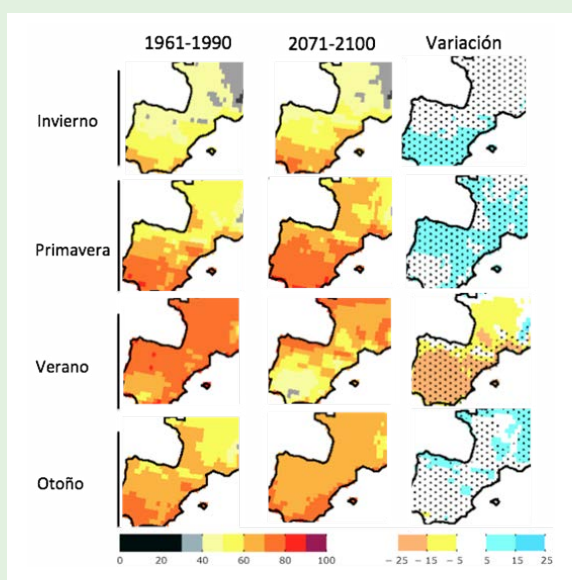 1961-1990 2071-2100 Variación
Invierno
Primavera
Verano
Otoño
0 20 40 60 80 100 − 25 − 15 − 5 5 15 25